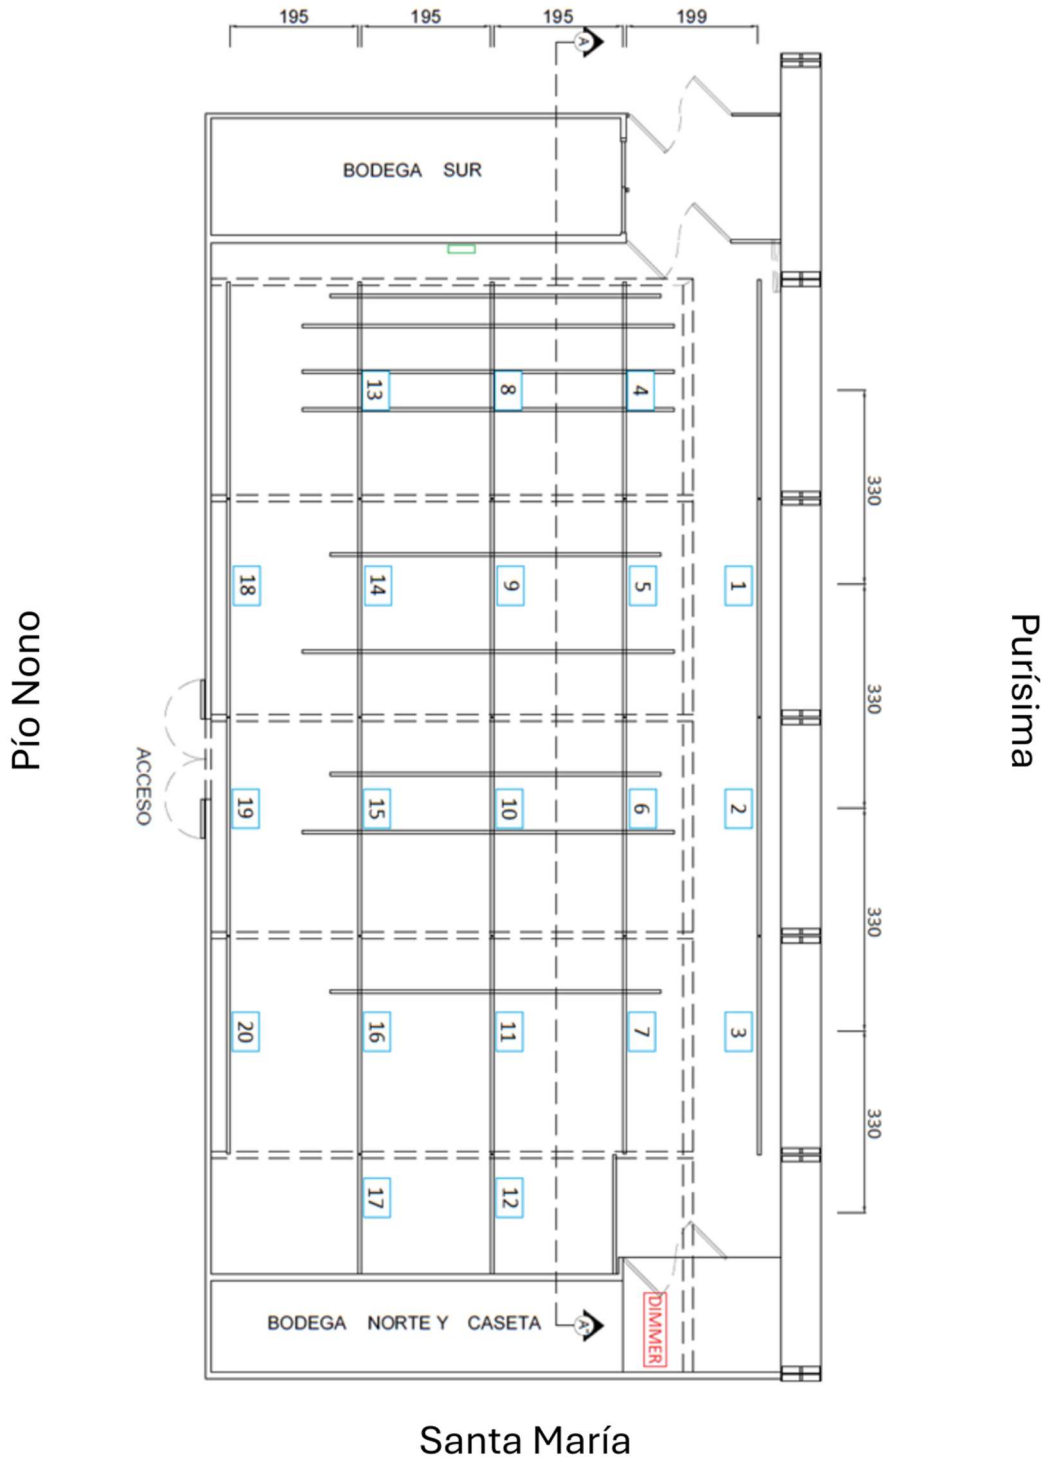 195 195 195 199
A
BODEGA SUR
13 8 4
330
18 14 9 5 1
Pío Nono
Purísima
330
ACCESO
19 15 10 6 2
330
20 16 11 7 3
330
17 12
BODEGA NORTE Y CASETA
A'
DIMMER
Santa María